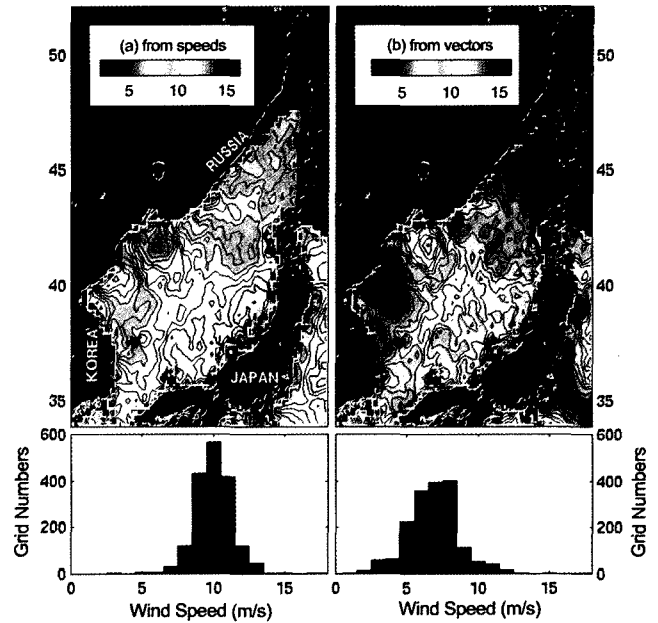 (a) from speeds
5 10 15
(b) from vectors
5 10 15
50
45
40
35
50
45
40
35
RUSSIA
KOREA
JAPAN
600
400
200
0
Grid Numbers
0 5 10 15
Wind Speed (m/s)
600
400
200
0
Grid Numbers
0 5 10 15
Wind Speed (m/s)